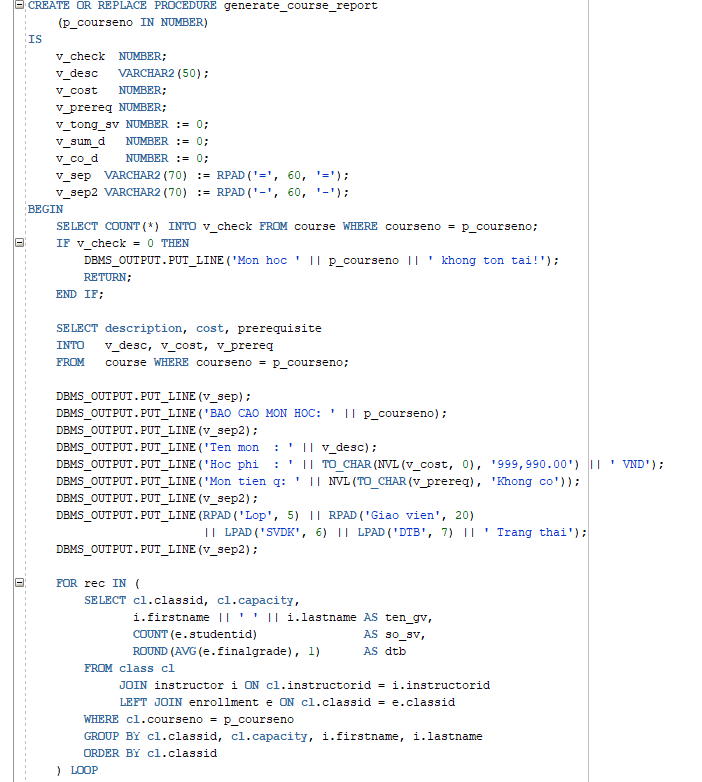 CREATE OR REPLACE PROCEDURE generate_course_report
    (p_courseno IN NUMBER)
IS
    v_check  NUMBER;
    v_desc   VARCHAR2(50);
    v_cost   NUMBER;
    v_prereq NUMBER;
    v_tong_sv NUMBER := 0;
    v_sum_d   NUMBER := 0;
    v_co_d    NUMBER := 0;
    v_sep  VARCHAR2(70) := RPAD('=', 60, '=');
    v_sep2 VARCHAR2(70) := RPAD('-', 60, '-');
BEGIN
    SELECT COUNT(*) INTO v_check FROM course WHERE courseno = p_courseno;
    IF v_check = 0 THEN
        DBMS_OUTPUT.PUT_LINE('Mon hoc ' || p_courseno || ' khong ton tai!');
        RETURN;
    END IF;

    SELECT description, cost, prerequisite
    INTO   v_desc, v_cost, v_prereq
    FROM   course WHERE courseno = p_courseno;

    DBMS_OUTPUT.PUT_LINE(v_sep);
    DBMS_OUTPUT.PUT_LINE('BAO CAO MON HOC: ' || p_courseno);
    DBMS_OUTPUT.PUT_LINE(v_sep2);
    DBMS_OUTPUT.PUT_LINE('Ten mon  : ' || v_desc);
    DBMS_OUTPUT.PUT_LINE('Hoc phi  : ' || TO_CHAR(NVL(v_cost, 0), '999,990.00') || ' VND');
    DBMS_OUTPUT.PUT_LINE('Mon tien q: ' || NVL(TO_CHAR(v_prereq), 'Khong co'));
    DBMS_OUTPUT.PUT_LINE(v_sep2);
    DBMS_OUTPUT.PUT_LINE(RPAD('Lop', 5) || RPAD('Giao vien', 20)
                         || LPAD('SVDK', 6) || LPAD('DTB', 7) || ' Trang thai');
    DBMS_OUTPUT.PUT_LINE(v_sep2);

    FOR rec IN (
        SELECT cl.classid, cl.capacity,
               i.firstname || ' ' || i.lastname AS ten_gv,
               COUNT(e.studentid)               AS so_sv,
               ROUND(AVG(e.finalgrade), 1)      AS dtb
        FROM class cl
             JOIN instructor i ON cl.instructorid = i.instructorid
             LEFT JOIN enrollment e ON cl.classid = e.classid
        WHERE cl.courseno = p_courseno
        GROUP BY cl.classid, cl.capacity, i.firstname, i.lastname
        ORDER BY cl.classid
    ) LOOP